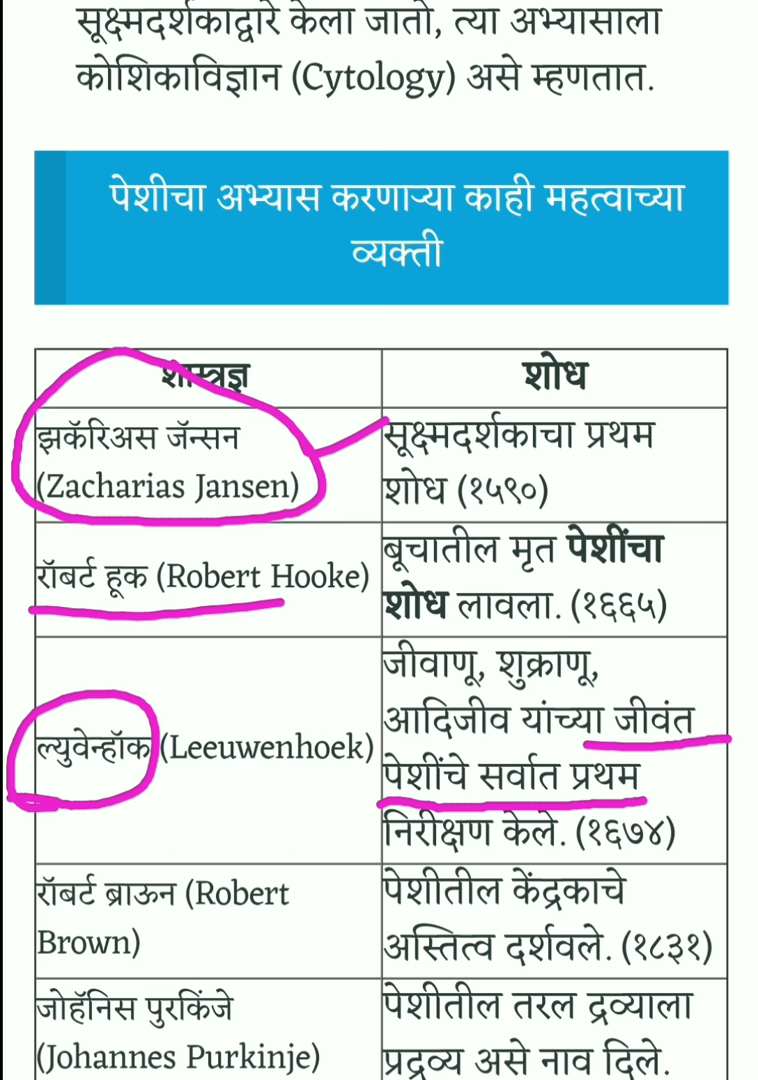 सूक्ष्मदर्शकाद्वारे केला जातो, त्या अभ्यासाला
कोशिकाविज्ञान (Cytology) असे म्हणतात.
पेशीचा अभ्यास करणाऱ्या काही महत्वाच्या
व्यक्ती
शास्त्रज्ञ
शोध
झकॅरिअस जॅन्सन
(Zacharias Jansen)
सूक्ष्मदर्शकाचा प्रथम
शोध (१५९०)
रॉबर्ट हूक (Robert Hooke)
बूचातील मृत पेशींचा
शोध लावला. (१६६५)
ल्युवेन्हॉक (Leeuwenhoek)
जीवाणू, शुक्राणू,
आदिजीव यांच्या जीवंत
पेशींचे सर्वात प्रथम
निरीक्षण केले. (१६७४)
रॉबर्ट ब्राऊन (Robert
Brown)
पेशीतील केंद्रकाचे
अस्तित्व दर्शवले. (१८३१)
जोहॅनिस पुरकिंजे
(Johannes Purkinje)
पेशीतील तरल द्रव्याला
प्रद्रव्य असे नाव दिले.